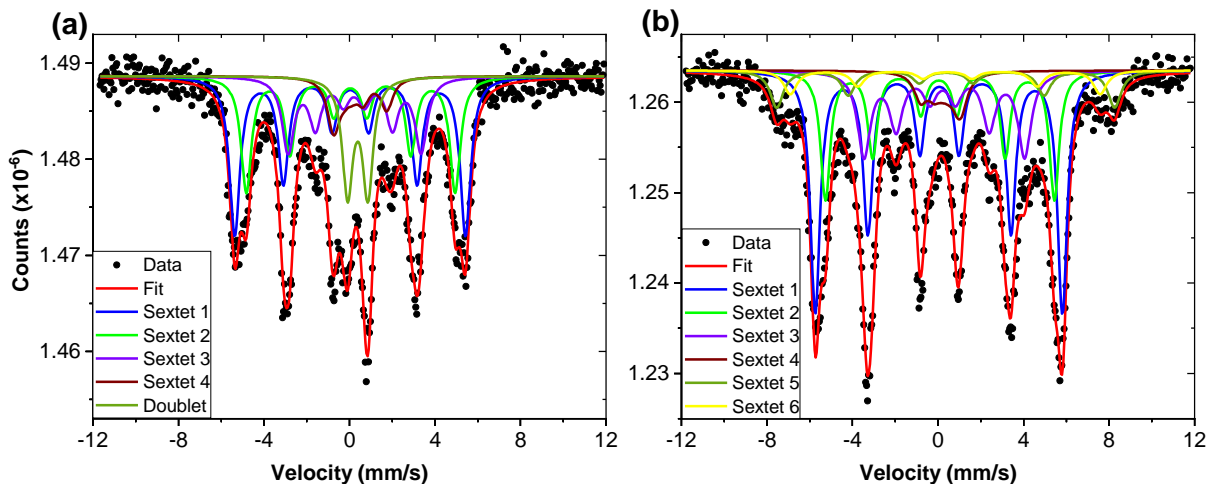 (a)
(b)
Counts (x10⁻⁶)
1.49
1.48
1.47
1.46
Data
Fit
Sextet 1
Sextet 2
Sextet 3
Sextet 4
Doublet
-12 -8 -4 0 4 8 12
Velocity (mm/s)
1.26
1.25
1.24
1.23
Data
Fit
Sextet 1
Sextet 2
Sextet 3
Sextet 4
Sextet 5
Sextet 6
-12 -8 -4 0 4 8 12
Velocity (mm/s)